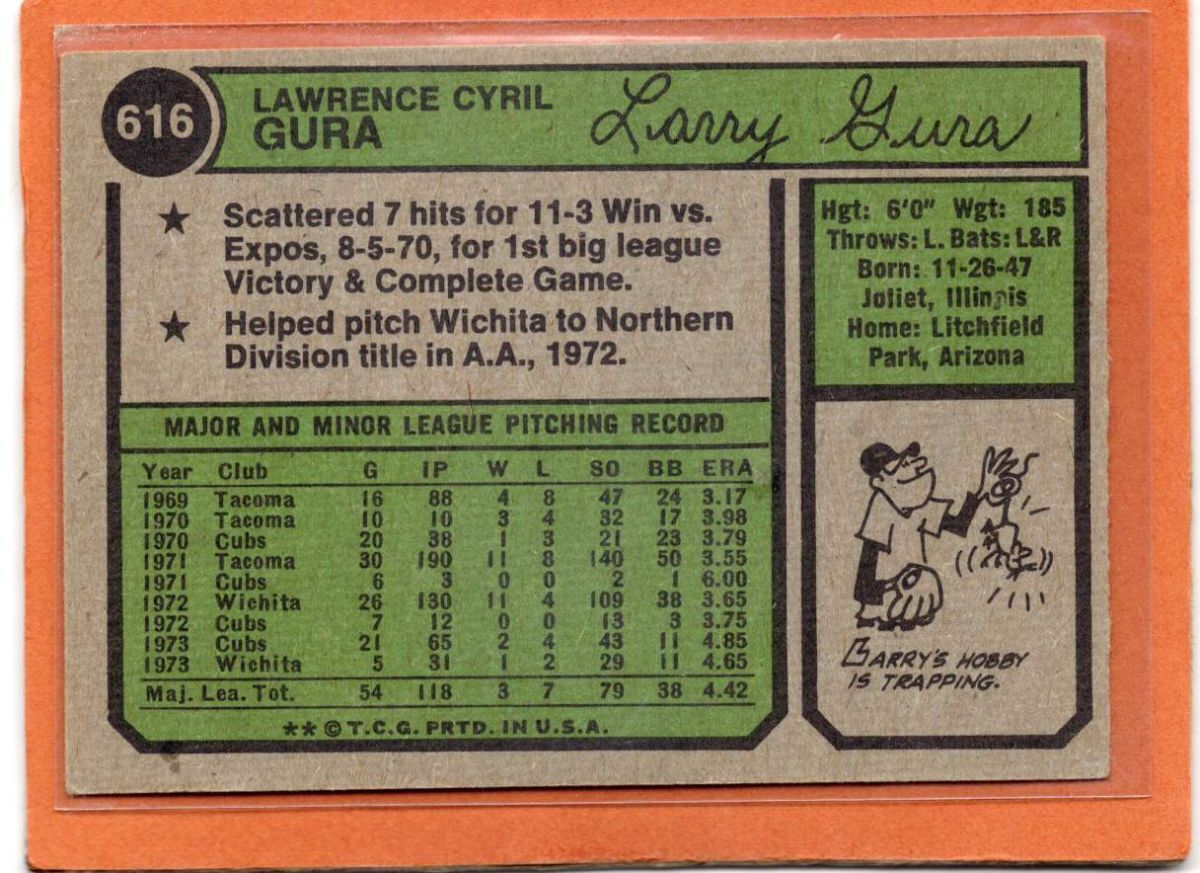 616
LAWRENCE CYRIL
GURA
Larry Gura
★ Scattered 7 hits for 11-3 Win vs.
Expos, 8-5-70, for 1st big league
Victory & Complete Game.
★ Helped pitch Wichita to Northern
Division title in A.A., 1972.
Hgt: 6'0" Wgt: 185
Throws: L. Bats: L&R
Born: 11-26-47
Joliet, Illinois
Home: Litchfield
Park, Arizona
MAJOR AND MINOR LEAGUE PITCHING RECORD
Year Club G IP W L SO BB ERA
1969 Tacoma 16 88 4 8 47 24 3.17
1970 Tacoma 10 10 3 4 32 17 3.98
1970 Cubs 20 38 1 3 21 23 3.79
1971 Tacoma 30 190 11 8 140 50 3.55
1971 Cubs 6 3 0 0 2 1 6.00
1972 Wichita 26 130 11 4 109 38 3.65
1972 Cubs 7 12 0 0 13 3 3.75
1973 Cubs 21 65 2 4 43 11 4.85
1973 Wichita 5 31 1 2 29 11 4.65
Maj. Lea. Tot. 54 118 3 7 79 38 4.42
** © T.C.G. PRTD. IN U.S.A.
BARRY'S HOBBY
IS TRAPPING.